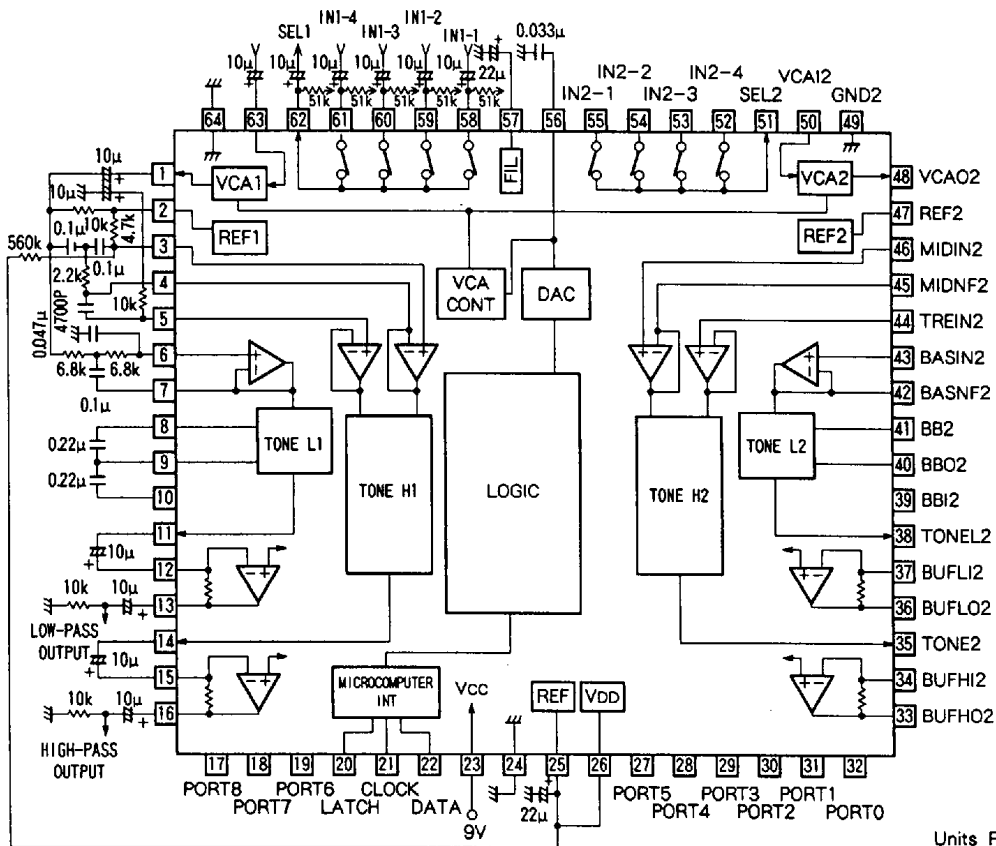 IN1-4 IN1-2
SEL1 IN1-3 IN1-1 0.033μ
10μ 10μ 10μ 10μ 10μ 10μ 22μ
51k 51k 51k 51k 51k
IN2-2 IN2-4 VCAI2
IN2-1 IN2-3 SEL2 GND2
64 63 62 61 60 59 58 57 56 55 54 53 52 51 50 49
FIL
10μ 1 VCA1 VCA2 48 VCAO2
10μ 2 REF1 REF2 47 REF2
0.1μ 10k 4.7k
560k 3 46 MIDIN2
2.2k 0.1μ
4 VCA CONT DAC 45 MIDNF2
4700P 10k
0.047μ 5 44 TREIN2
6 43 BASIN2
6.8k 6.8k
7 42 BASNF2
0.1μ
8 TONE L1 TONE L2 41 BB2
0.22μ
9 40 BBO2
0.22μ
10 TONE H1 LOGIC TONE H2 39 BBI2
11 38 TONEL2
10μ
12 37 BUFLI2
10k 10μ
13 36 BUFLO2
LOW-PASS
OUTPUT
14 35 TONE2
10μ
15 34 BUFHI2
10k 10μ
16 33 BUFHO2
HIGH-PASS
OUTPUT
MICROCOMPUTER
INT
VCC REF VDD
17 18 19 20 21 22 23 24 25 26 27 28 29 30 31 32
PORT8 PORT6 CLOCK PORT5 PORT3 PORT1
PORT7 LATCH DATA 22μ PORT4 PORT2 PORT0
9V
Units F